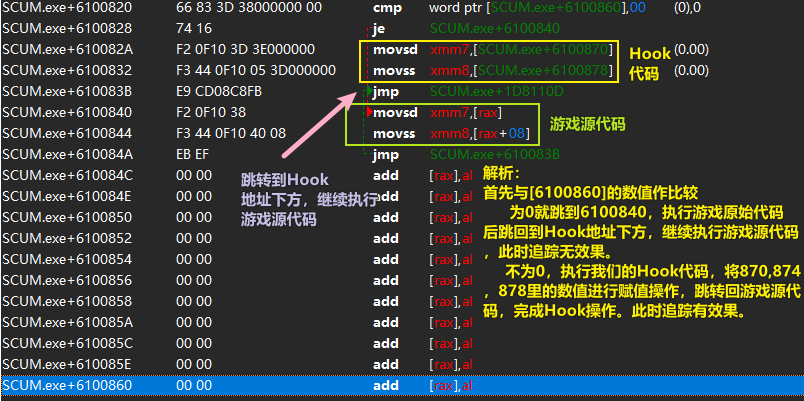 SCUM.exe+6100820 66 83 3D 38000000 00 cmp word ptr [SCUM.exe+6100860],00 (0),0
SCUM.exe+6100828 74 16 je SCUM.exe+6100840
SCUM.exe+610082A F2 0F10 3D 3E000000 movsd xmm7,[SCUM.exe+6100870] (0.00)
SCUM.exe+6100832 F3 44 0F10 05 3D000000 movss xmm8,[SCUM.exe+6100878] (0.00)
Hook
代码
SCUM.exe+610083B E9 CD08C8FB jmp SCUM.exe+1D8110D
SCUM.exe+6100840 F2 0F10 38 movsd xmm7,[rax]
SCUM.exe+6100844 F3 44 0F10 40 08 movss xmm8,[rax+08]
游戏源代码
SCUM.exe+610084A EB EF jmp SCUM.exe+610083B
SCUM.exe+610084C 00 00 add [rax],al
SCUM.exe+610084E 00 00 add [rax],al
SCUM.exe+6100850 00 00 add [rax],al
SCUM.exe+6100852 00 00 add [rax],al
SCUM.exe+6100854 00 00 add [rax],al
SCUM.exe+6100856 00 00 add [rax],al
SCUM.exe+6100858 00 00 add [rax],al
SCUM.exe+610085A 00 00 add [rax],al
SCUM.exe+610085C 00 00 add [rax],al
SCUM.exe+610085E 00 00 add [rax],al
SCUM.exe+6100860 00 00 add [rax],al
跳转到Hook
地址下方，继续执行
游戏源代码
解析：
首先与[6100860]的数值作比较
为0就跳到6100840，执行游戏原始代码
后跳回到Hook地址下方，继续执行游戏源代码
，此时追踪无效果。
不为0，执行我们的Hook代码，将870,874
，878里的数值进行赋值操作，跳转回游戏源代
码，完成Hook操作。此时追踪有效果。